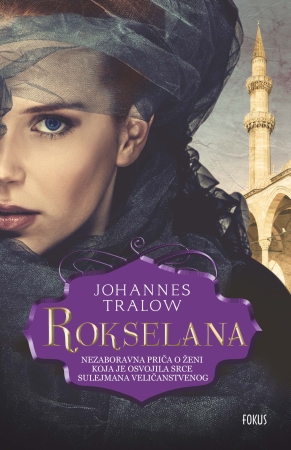 JOHANNES
TRALOW
ROKSELANA
NEZABORAVNA PRIČA O ŽENI
KOJA JE OSVOJILA SRCE
SULEJMANA VELIČANSTVENOG
FOKUS